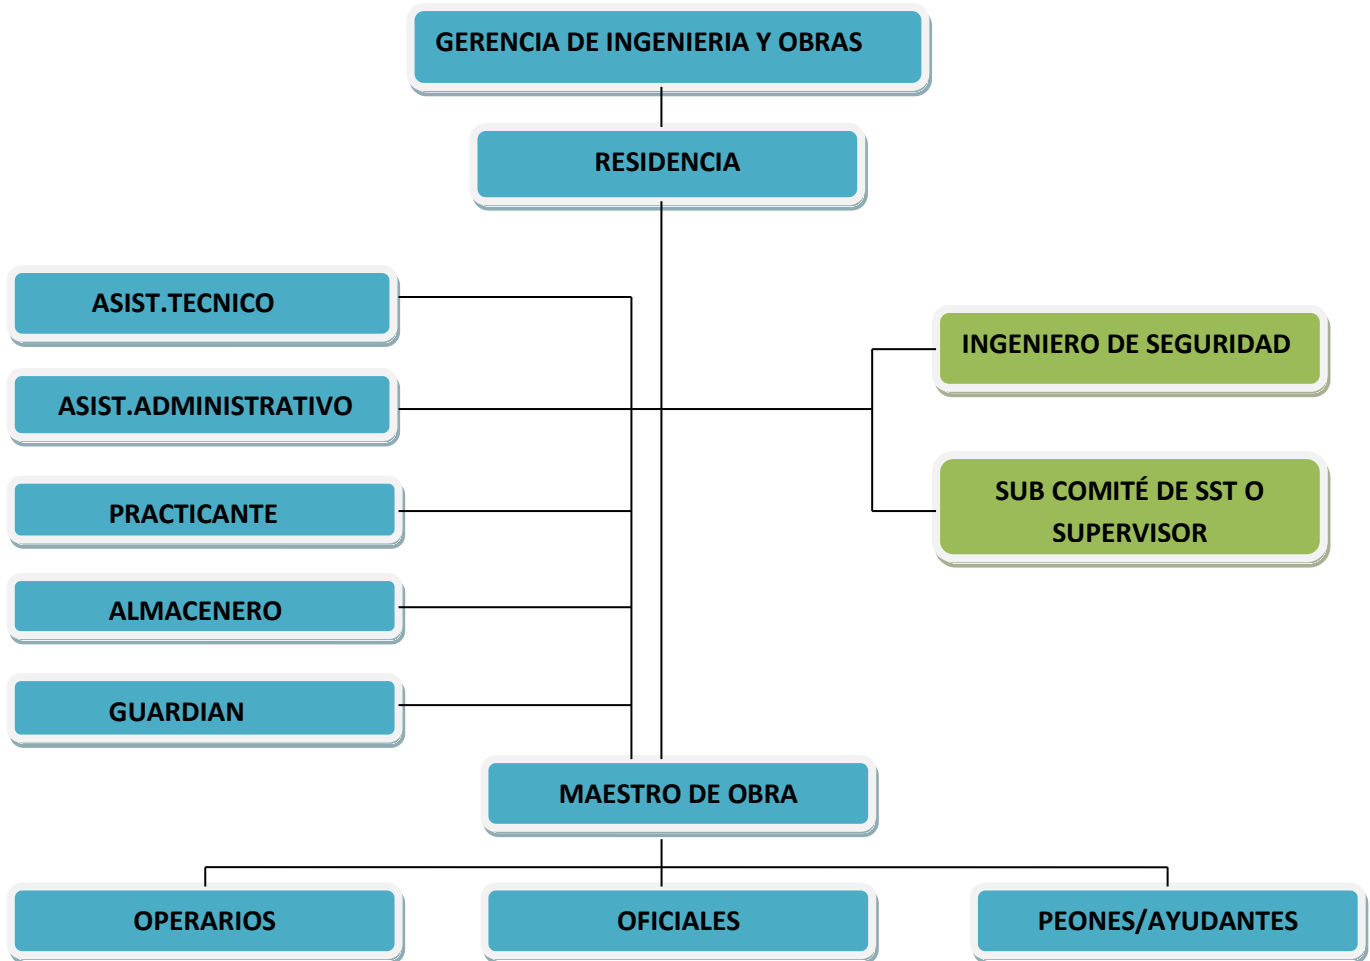 GERENCIA DE INGENIERIA Y OBRAS
RESIDENCIA
ASIST.TECNICO
ASIST.ADMINISTRATIVO
PRACTICANTE
ALMACENERO
GUARDIAN
INGENIERO DE SEGURIDAD
SUB COMITÉ DE SST O
SUPERVISOR
MAESTRO DE OBRA
OPERARIOS
OFICIALES
PEONES/AYUDANTES